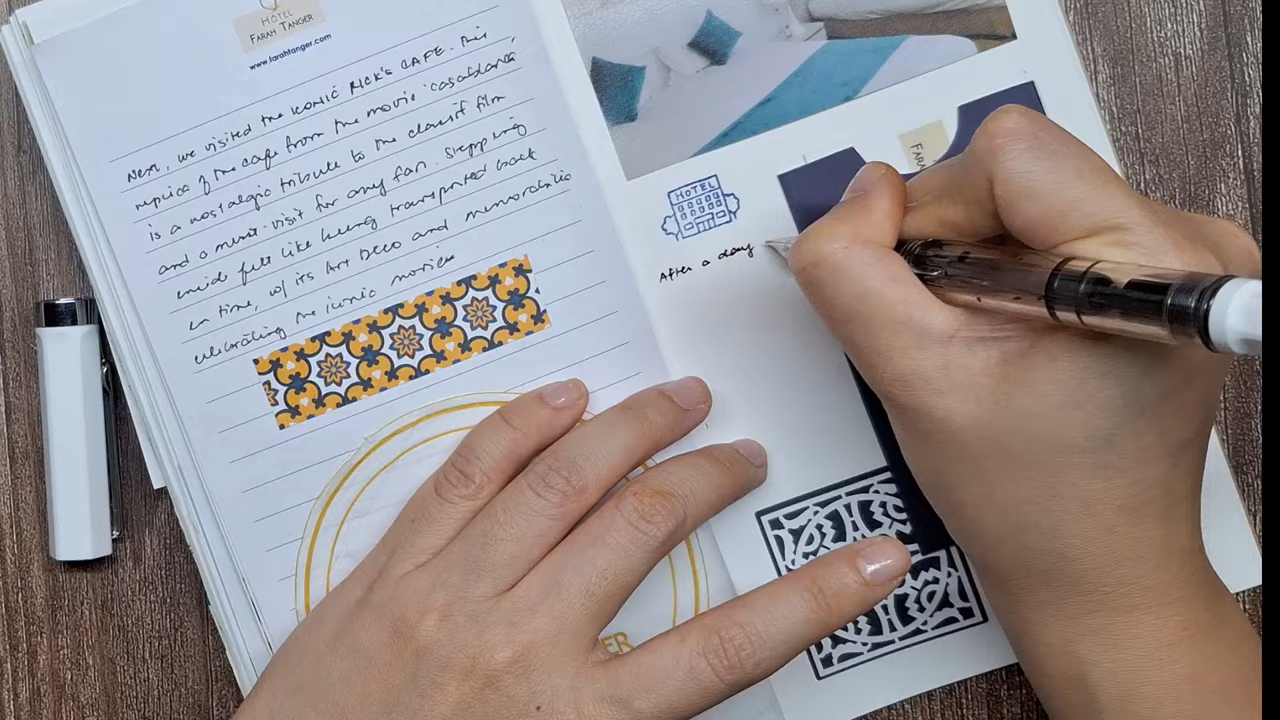 HOTEL
FARAH TANGER
www.farahtanger.com
Next, we visited the ICONIC RICK'S CAFE. This,
replica of the cafe from the movie 'casablanca'
is a nostalgic tribute to the classic film
and a must-visit for any fan. Stepping
inside felt like being transported back
in time, w/ its Art Deco and memorabilia
celebrating the iconic movie
HOTEL
After a day
FARA
ER